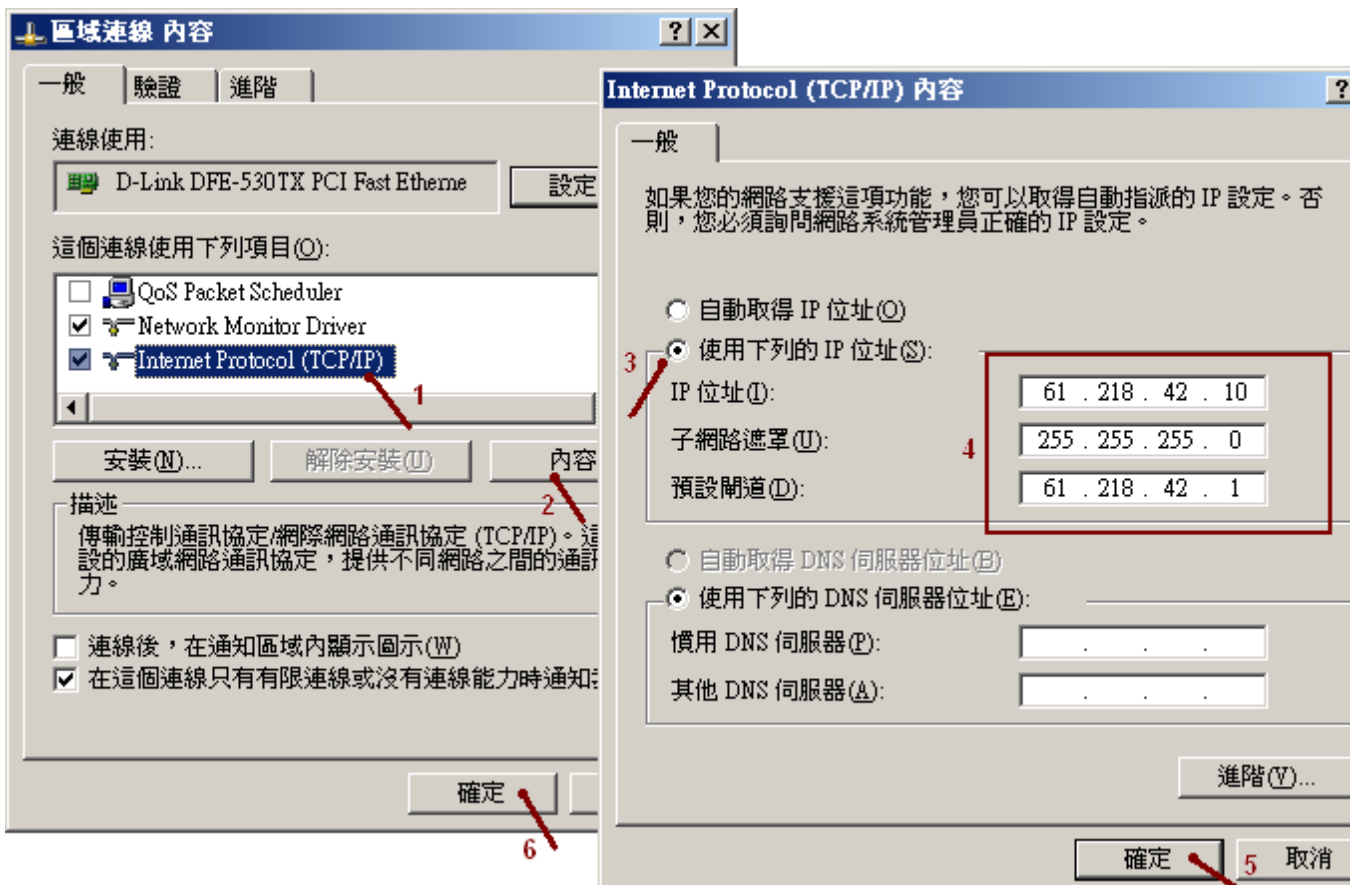 區域連線 內容
一般 驗證 進階
連線使用:
D-Link DFE-530TX PCI Fast Etherne 設定
這個連線使用下列項目(O):
QoS Packet Scheduler
Network Monitor Driver
Internet Protocol (TCP/IP)
1
安裝(N)... 解除安裝(U) 內容
2
描述
傳輸控制通訊協定/網際網路通訊協定 (TCP/IP)。這
設的廣域網路通訊協定，提供不同網路之間的通訊
力。
連線後，在通知區域內顯示圖示(W)
在這個連線只有有限連線或沒有連線能力時通知
確定
6
Internet Protocol (TCP/IP) 內容
一般
如果您的網路支援這項功能，您可以取得自動指派的 IP 設定。否
則，您必須詢問網路系統管理員正確的 IP 設定。
自動取得 IP 位址(O)
3 使用下列的 IP 位址(S):
IP 位址(I): 61 . 218 . 42 . 10
子網路遮罩(U): 4 255 . 255 . 255 . 0
預設閘道(D): 61 . 218 . 42 . 1
自動取得 DNS 伺服器位址(B)
使用下列的 DNS 伺服器位址(E):
慣用 DNS 伺服器(P): . . .
其他 DNS 伺服器(A): . . .
進階(V)...
確定 5 取消